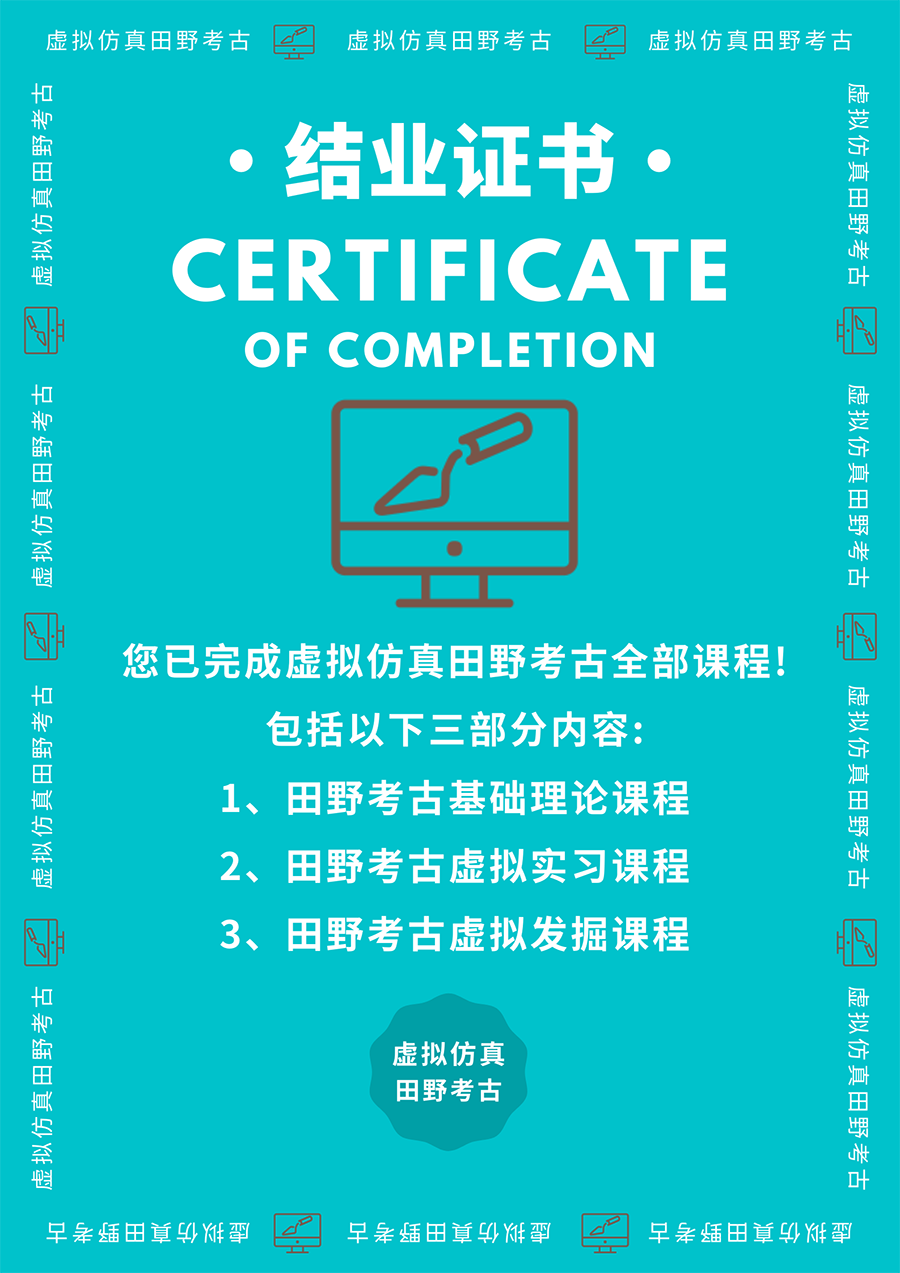 虚拟仿真田野考古 虚拟仿真田野考古 虚拟仿真田野考古
虚拟仿真田野考古
虚拟仿真田野考古
虚拟仿真田野考古
虚拟仿真田野考古
虚拟仿真田野考古
虚拟仿真田野考古
虚拟仿真田野考古
虚拟仿真田野考古
• 结业证书 •
CERTIFICATE
OF COMPLETION
您已完成虚拟仿真田野考古全部课程!
包括以下三部分内容:
1、田野考古基础理论课程
2、田野考古虚拟实习课程
3、田野考古虚拟发掘课程
虚拟仿真
田野考古
虚拟仿真田野考古 虚拟仿真田野考古 虚拟仿真田野考古